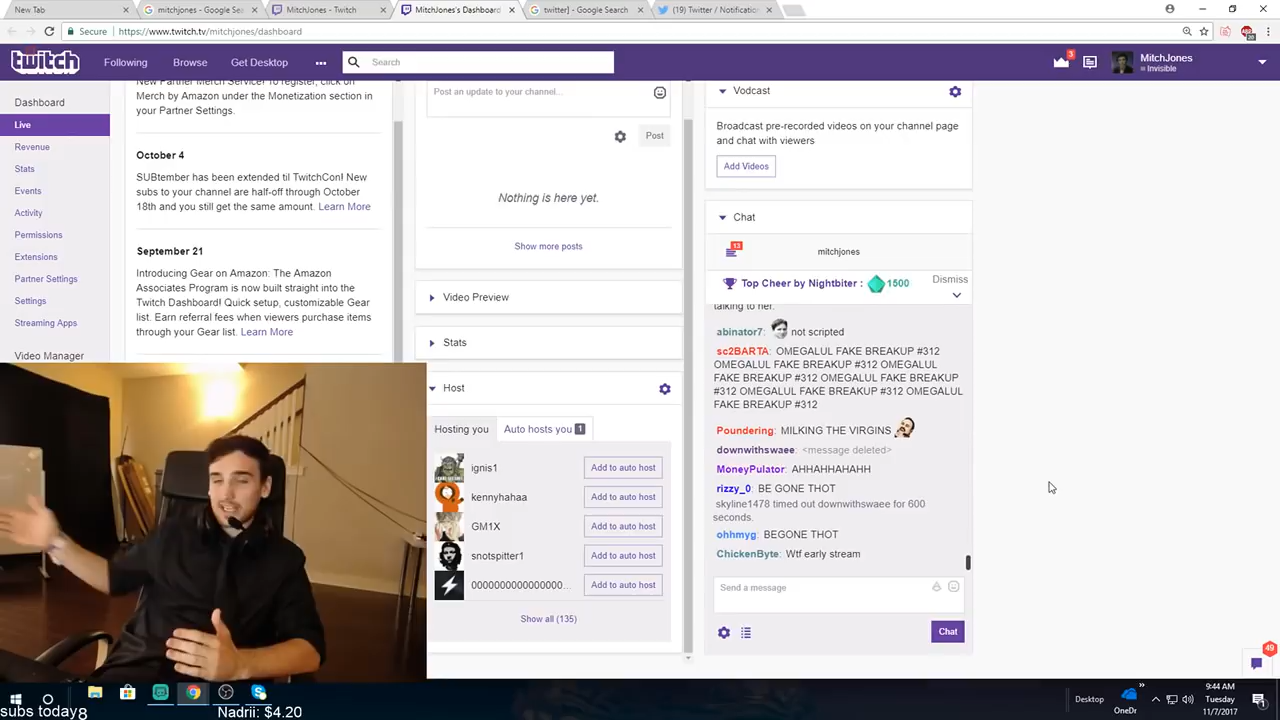 New Tab
mitchjones - Google Sea
MitchJones - Twitch
MitchJones's Dashboard
twitter] - Google Search
(19) Twitter / Notification
Secure
https://www.twitch.tv/mitchjones/dashboard
twitch
Following
Browse
Get Desktop
Search
3
MitchJones
Invisible
Dashboard
Live
Revenue
Stats
Events
Activity
Permissions
Extensions
Partner Settings
Settings
Streaming Apps
Video Manager
New Partner Merch Service! To register, click on
Merch by Amazon under the Monetization section in
your Partner Settings.
October 4
SUBtember has been extended til TwitchCon! New
subs to your channel are half-off through October
18th and you still get the same amount. Learn More
September 21
Introducing Gear on Amazon: The Amazon
Associates Program is now built straight into the
Twitch Dashboard! Quick setup, customizable Gear
list. Earn referral fees when viewers purchase items
through your Gear list. Learn More
Post an update to your channel...
Post
Nothing is here yet.
Show more posts
Video Preview
Stats
Host
Hosting you
Auto hosts you 1
ignis1
Add to auto host
kennyhahaa
Add to auto host
GM1X
Add to auto host
snotspitter1
Add to auto host
0000000000000000...
Add to auto host
Show all (135)
Vodcast
Broadcast pre-recorded videos on your channel page
and chat with viewers
Add Videos
Chat
13
mitchjones
Top Cheer by Nightbiter : 1500
Dismiss
talking to her.
abinator7: not scripted
sc2BARTA: OMEGALUL FAKE BREAKUP #312
OMEGALUL FAKE BREAKUP #312 OMEGALUL
FAKE BREAKUP #312 OMEGALUL FAKE BREAKUP
#312 OMEGALUL FAKE BREAKUP #312 OMEGALUL
FAKE BREAKUP #312
Poundering: MILKING THE VIRGINS
downwithswaee: <message deleted>
MoneyPulator: AHHAHHAHAHH
rizzy_0: BE GONE THOT
skyline1478 timed out downwithswaee for 600
seconds.
ohhmyg: BEGONE THOT
ChickenByte: Wtf early stream
Send a message
Chat
49
subs today8
Nadrii: $4.20
Desktop
OneDr
9:44 AM
Tuesday
11/7/2017